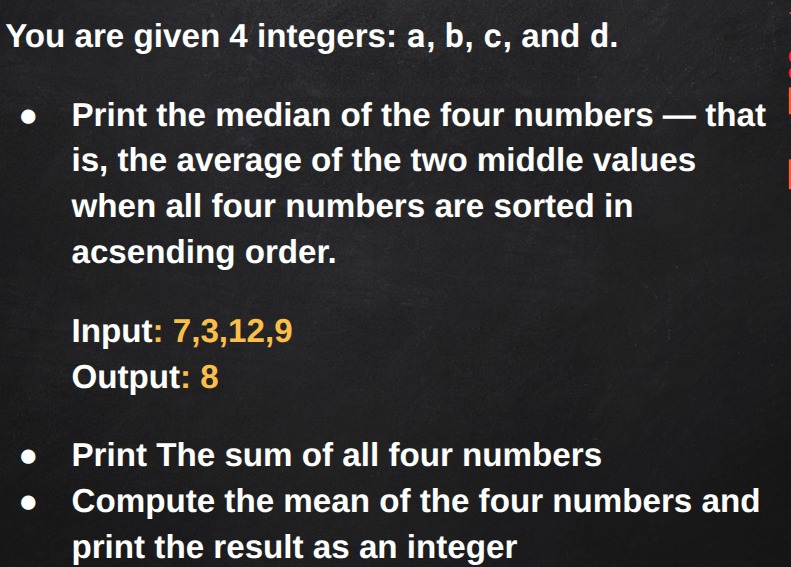 You are given 4 integers: a, b, c, and d.
● Print the median of the four numbers — that
is, the average of the two middle values
when all four numbers are sorted in
acsending order.
Input: 7,3,12,9
Output: 8
● Print The sum of all four numbers
● Compute the mean of the four numbers and
print the result as an integer